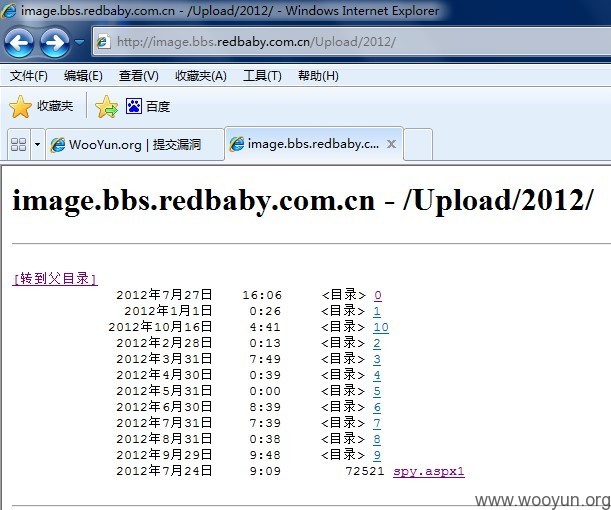 image.bbs.redbaby.com.cn - /Upload/2012/ - Windows Internet Explorer
http://image.bbs.redbaby.com.cn/Upload/2012/
文件(F) 编辑(E) 查看(V) 收藏夹(A) 工具(T) 帮助(H)
收藏夹 百度
WooYun.org | 提交漏洞 image.bbs.redbaby.c...
image.bbs.redbaby.com.cn - /Upload/2012/
[转到父目录]
2012年7月27日 16:06 <目录> 0
2012年1月1日 0:26 <目录> 1
2012年10月16日 4:41 <目录> 10
2012年2月28日 0:13 <目录> 2
2012年3月31日 7:49 <目录> 3
2012年4月30日 0:39 <目录> 4
2012年5月31日 0:00 <目录> 5
2012年6月30日 8:39 <目录> 6
2012年7月31日 7:39 <目录> 7
2012年8月31日 0:38 <目录> 8
2012年9月29日 9:48 <目录> 9
2012年7月24日 9:09 72521 spy.aspx1
www.wooyun.org